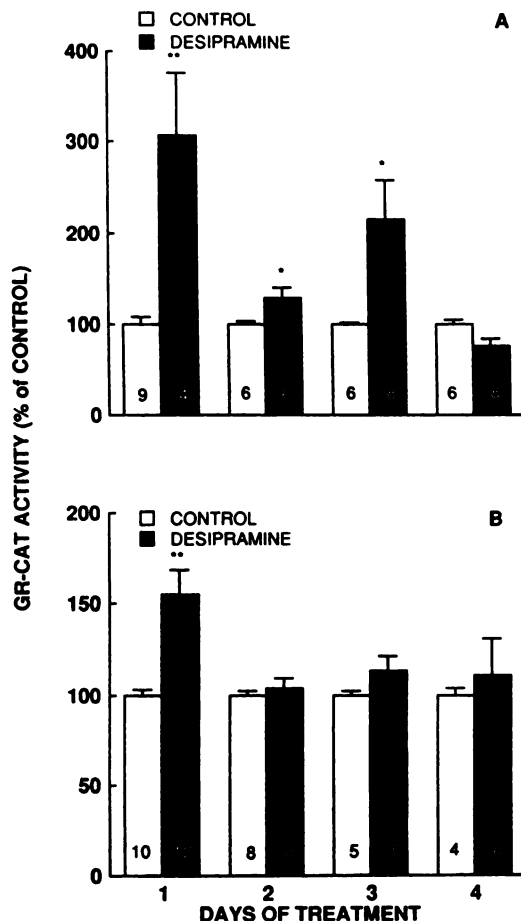 CONTROL
DESIPRAMINE
A
400
300
200
100
0
**
*
*
9
6
6
6
GR-CAT ACTIVITY (% of CONTROL)
CONTROL
DESIPRAMINE
B
200
150
100
50
0
**
10
8
5
4
1 2 3 4
DAYS OF TREATMENT